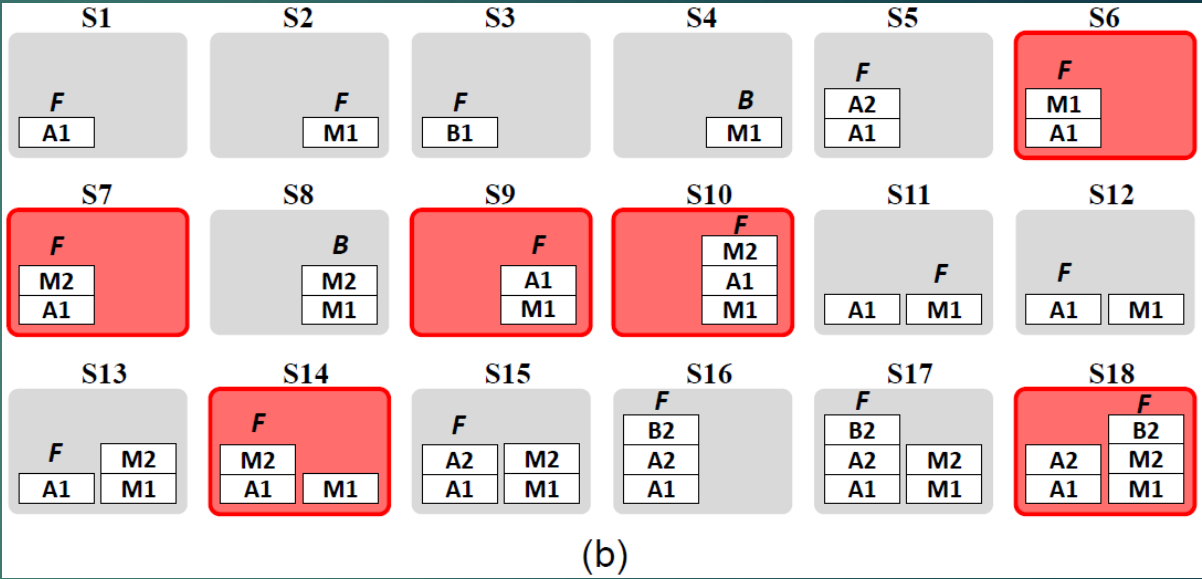 S1 S2 S3 S4 S5 S6
F
A1
F
M1
F
B1
B
M1
F
A2
A1
F
M1
A1
S7 S8 S9 S10 S11 S12
F
M2
A1
B
M2
M1
F
A1
M1
F
M2
A1
M1
F
A1 M1
F
A1 M1
S13 S14 S15 S16 S17 S18
F
M2
A1 M1
F
M2
A1 M1
F
A2 M2
A1 M1
F
B2
A2
A1
F
B2
A2 M2
A1 M1
F
B2
A2 M2
A1 M1
(b)